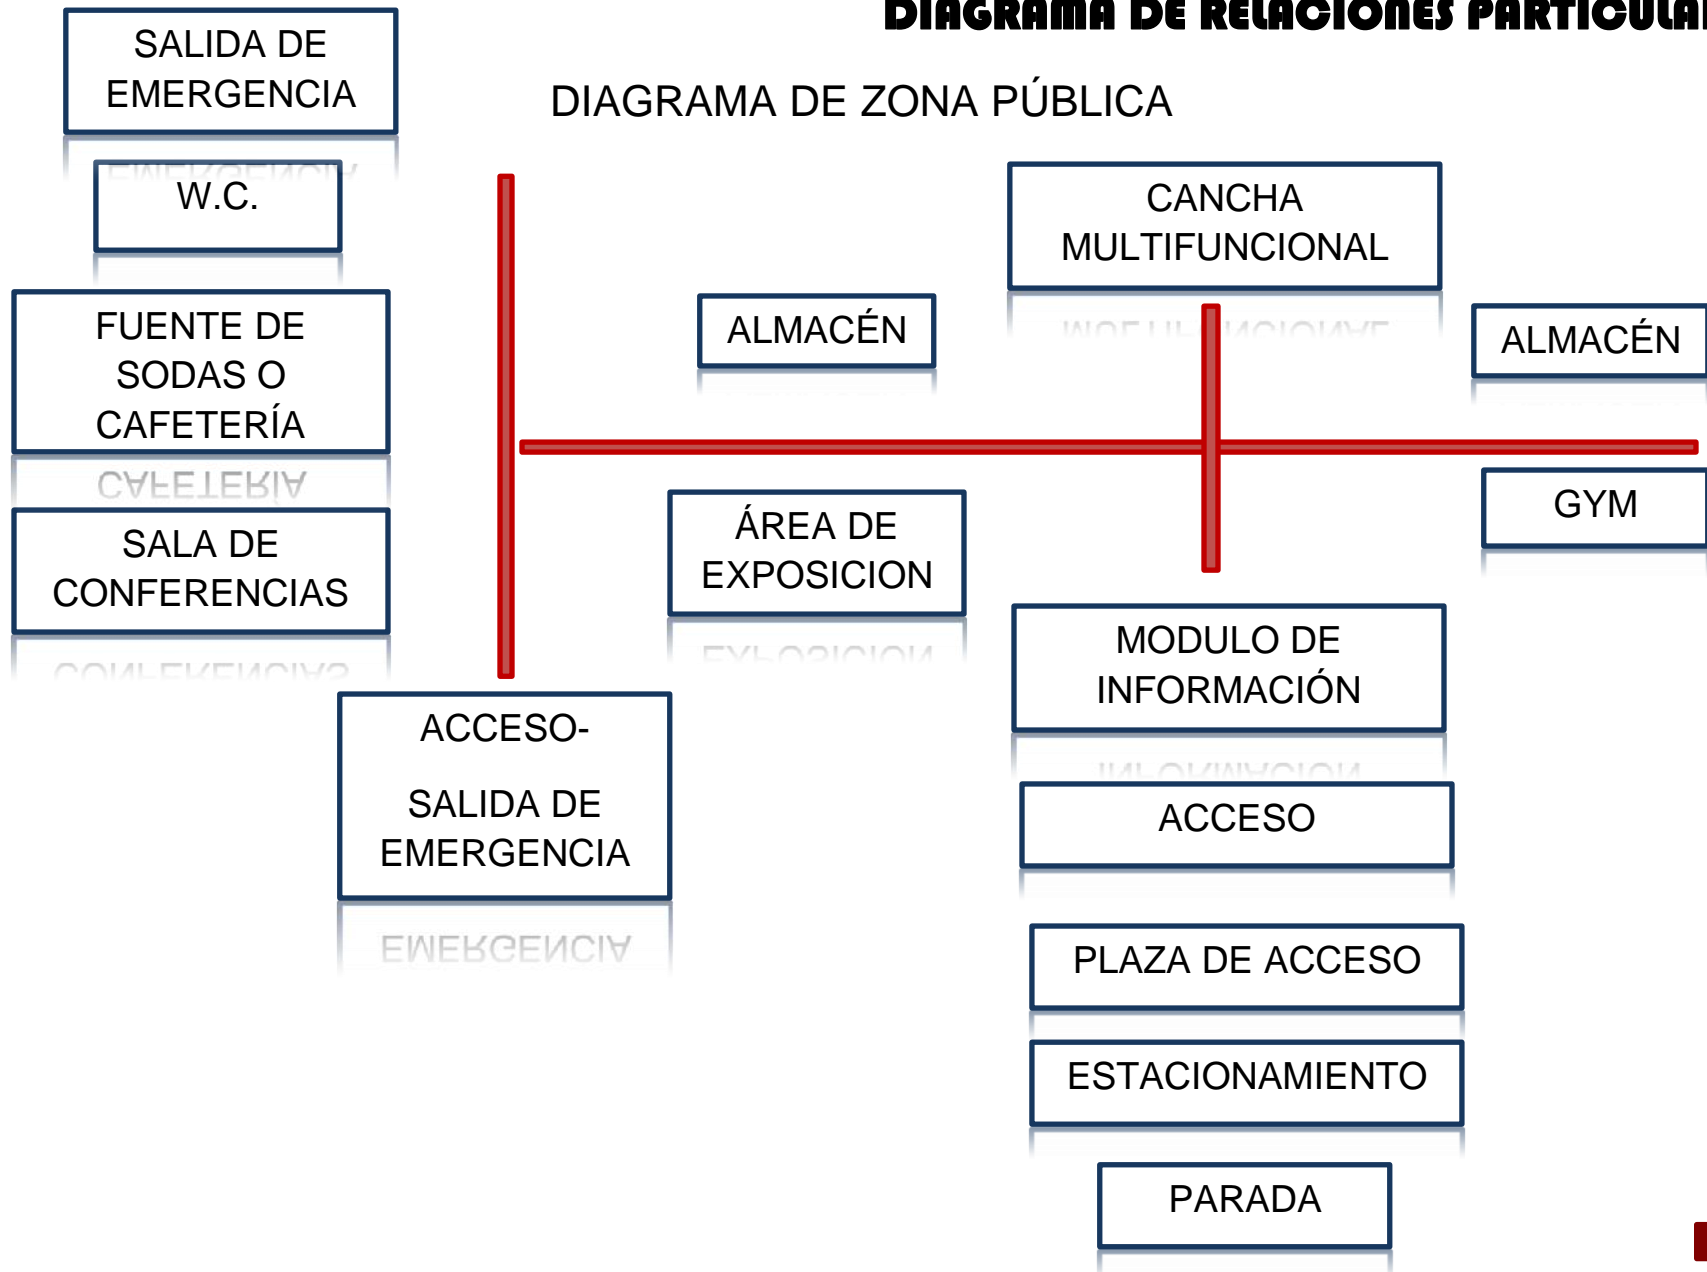 DIAGRAMA DE RELACIONES
DIAGRAMA DE ZONA PÚBLICA
SALIDA DE
EMERGENCIA
W.C.
FUENTE DE
SODAS O
CAFETERÍA
SALA DE
CONFERENCIAS
ACCESO-
SALIDA DE
EMERGENCIA
ALMACÉN
ÁREA DE
EXPOSICION
CANCHA
MULTIFUNCIONAL
ALMACÉN
GYM
MODULO DE
INFORMACIÓN
ACCESO
PLAZA DE ACCESO
ESTACIONAMIENTO
PARADA